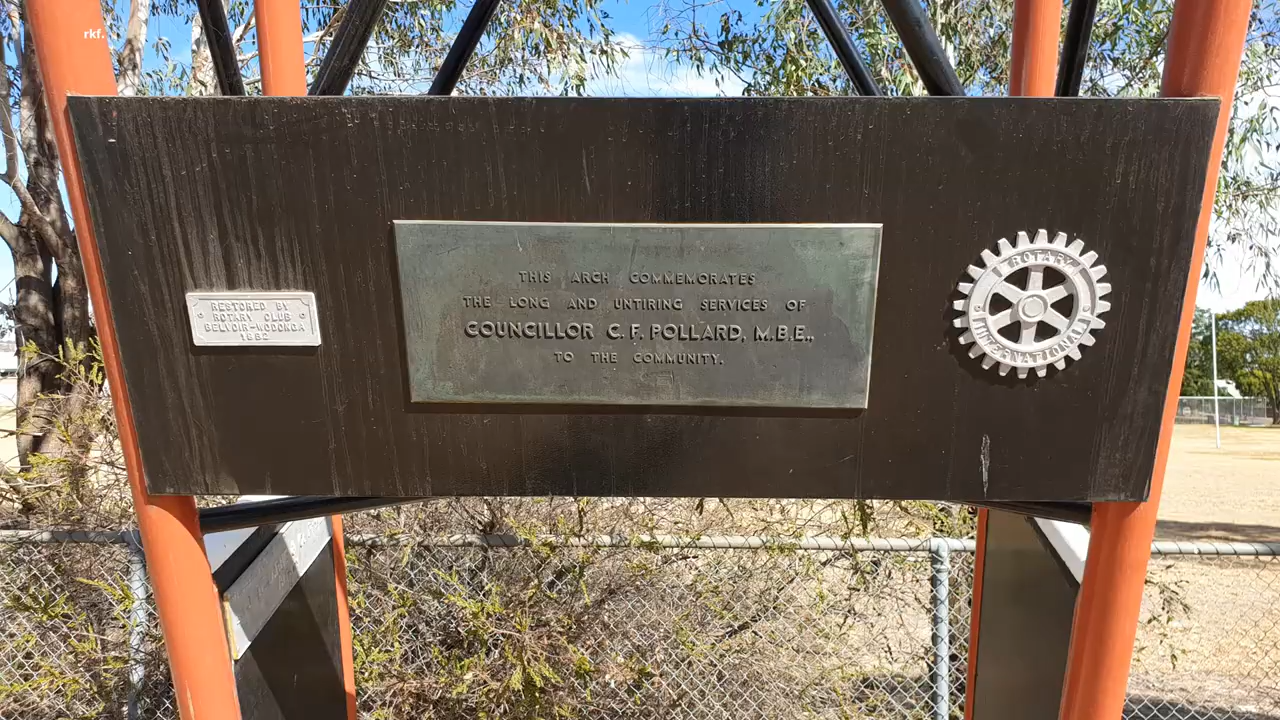 rkf.
THIS ARCH COMMEMORATES
THE LONG AND UNTIRING SERVICES OF
COUNCILLOR C. F. POLLARD, M.B.E.,
TO THE COMMUNITY.
RESTORED BY
ROTARY CLUB
BELVOIR-WODONGA
1992
ROTARY
INTERNATIONAL